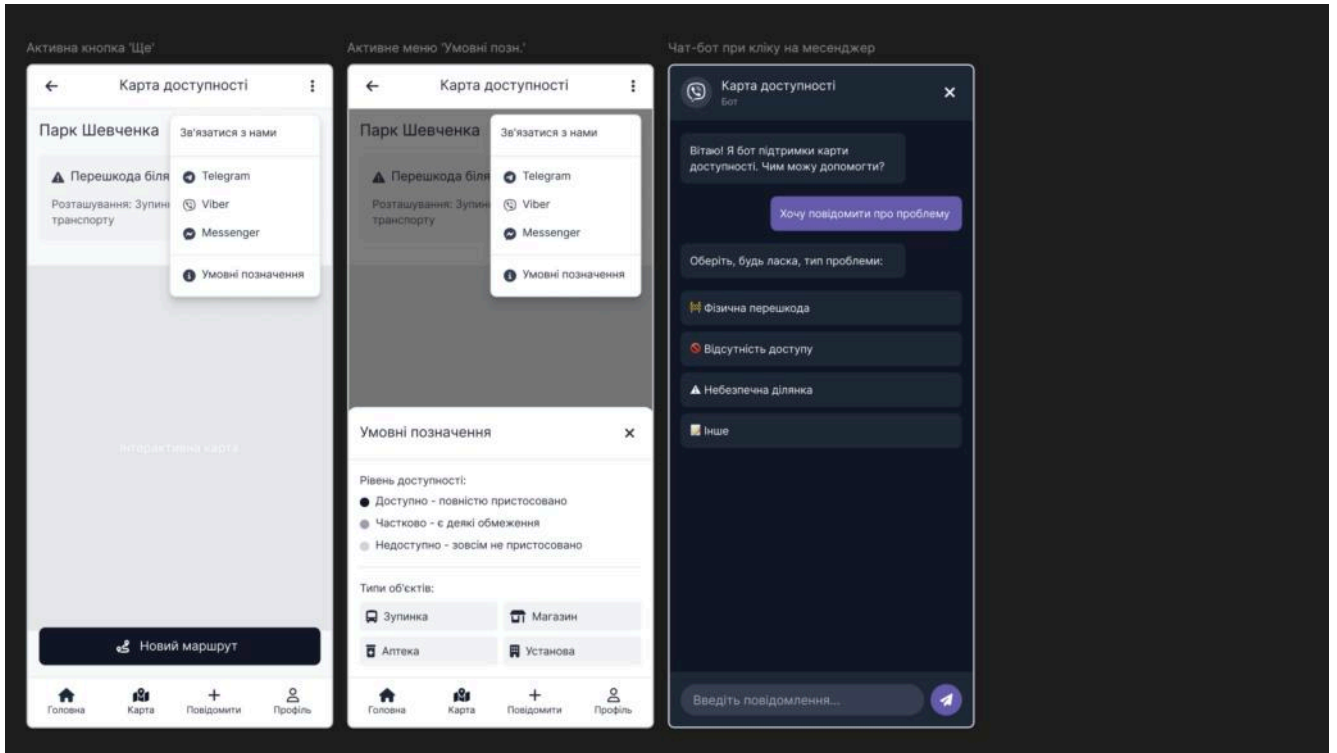 Активна кнопка 'Ще'
Карта доступності
Парк Шевченка
Зв'язатися з нами
Перешкода біля
Telegram
Розташування: Зупин
Viber
транспорту
Messenger
Умовні позначення
Інтерактивна карта
Новий маршрут
Головна
Карта
Повідомити
Профіль
Активне меню 'Умовні позн.'
Карта доступності
Парк Шевченка
Зв'язатися з нами
Перешкода біля
Telegram
Розташування: Зупин
Viber
транспорту
Messenger
Умовні позначення
Умовні позначення
Рівень доступності:
Доступно - повністю пристосовано
Частково - є деякі обмеження
Недоступно - зовсім не пристосовано
Типи об'єктів:
Зупинка
Магазин
Аптека
Установа
Головна
Карта
Повідомити
Профіль
Чат-бот при кліку на месенджер
Карта доступності
Бот
Вітаю! Я бот підтримки карти
доступності. Чим можу допомогти?
Хочу повідомити про проблему
Оберіть, будь ласка, тип проблеми:
Фізична перешкода
Відсутність доступу
Небезпечна ділянка
Інше
Введіть повідомлення...